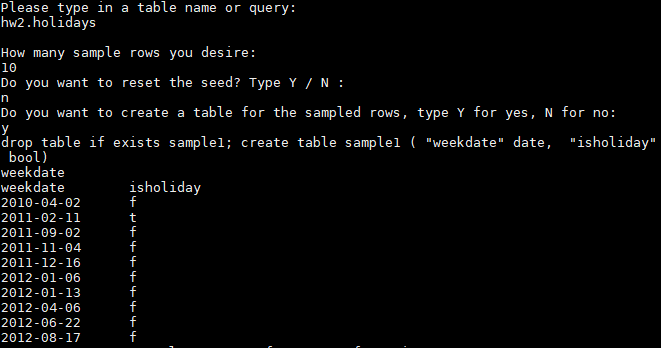 Please type in a table name or query:
hw2.holidays
How many sample rows you desire:
10
Do you want to reset the seed? Type Y / N :
n
Do you want to create a table for the sampled rows, type Y for yes, N for no:
y
drop table if exists sample1; create table sample1 ( "weekdate" date,  "isholiday"
 bool)
weekdate
weekdate      isholiday
2010-04-02      f
2011-02-11      t
2011-09-02      f
2011-11-04      f
2011-12-16      f
2012-01-06      f
2012-01-13      f
2012-04-06      f
2012-06-22      f
2012-08-17      f